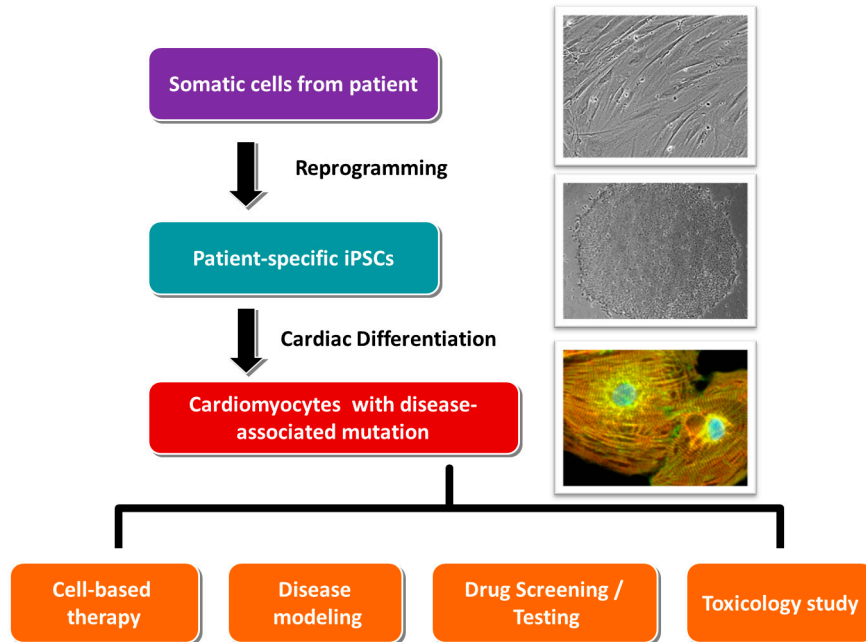 Somatic cells from patient
Reprogramming
Patient-specific iPSCs
Cardiac Differentiation
Cardiomyocytes with disease-
associated mutation
Cell-based
therapy
Disease
modeling
Drug Screening /
Testing
Toxicology study